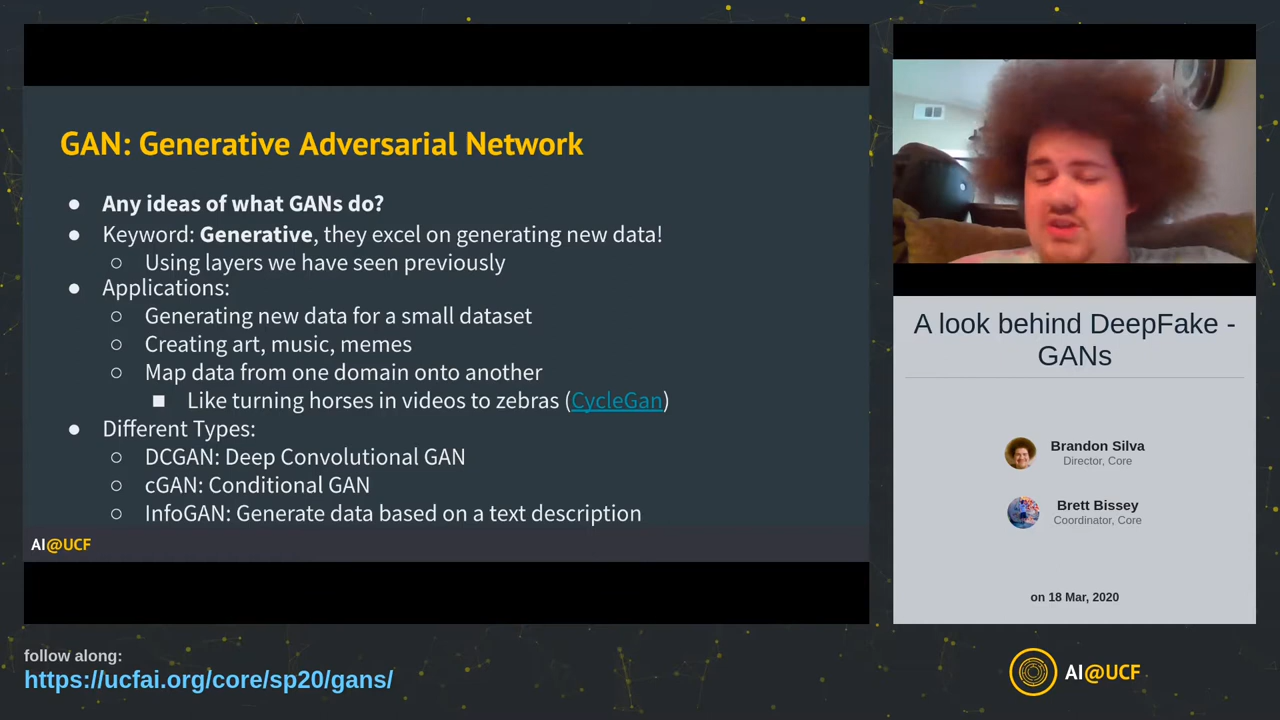 GAN: Generative Adversarial Network
● Any ideas of what GANs do?
● Keyword: Generative, they excel on generating new data!
○ Using layers we have seen previously
● Applications:
○ Generating new data for a small dataset
○ Creating art, music, memes
○ Map data from one domain onto another
■ Like turning horses in videos to zebras (CycleGan)
● Different Types:
○ DCGAN: Deep Convolutional GAN
○ cGAN: Conditional GAN
○ InfoGAN: Generate data based on a text description
AI@UCF
A look behind DeepFake -
GANs
Brandon Silva
Director, Core
Brett Bissey
Coordinator, Core
on 18 Mar, 2020
follow along:
https://ucfai.org/core/sp20/gans/
AI@UCF